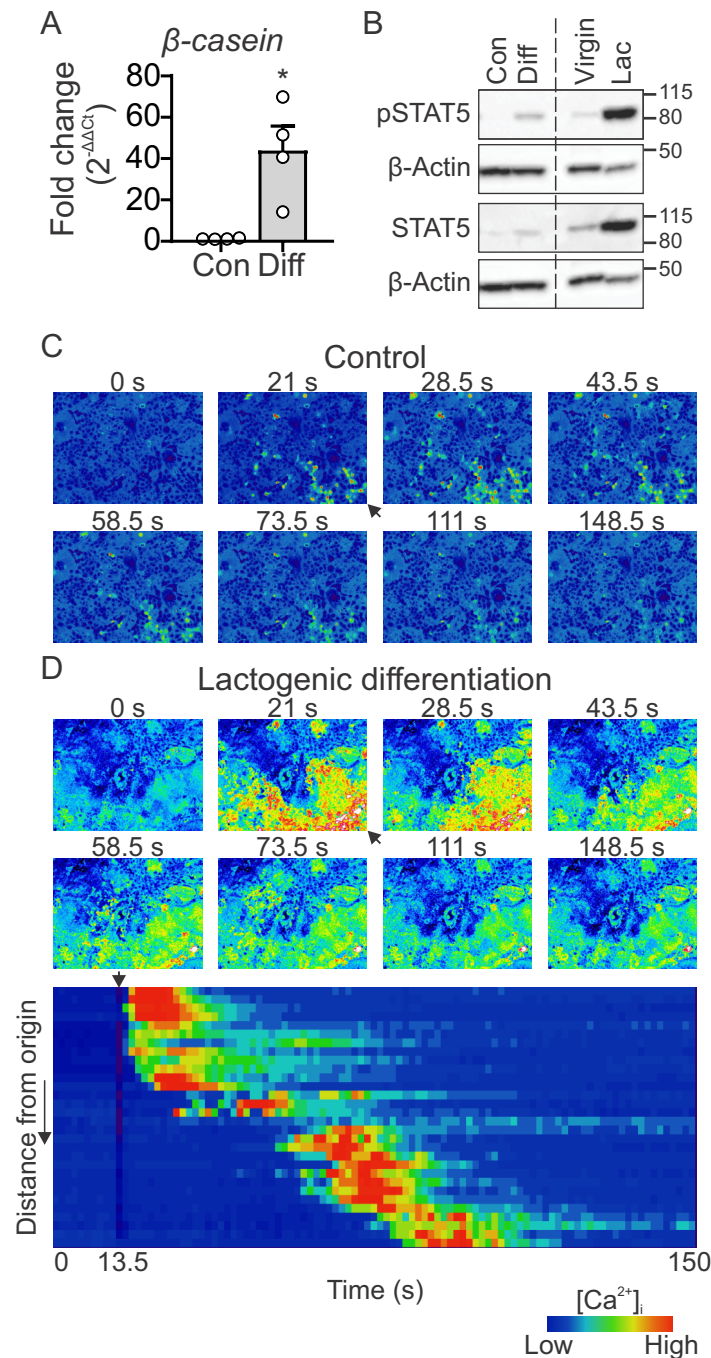 A
β-casein
Fold change
(2^-ΔΔCt)
80
60
40
20
0
*
Con Diff
B
Con Diff Virgin Lac
pSTAT5
115
80
β-Actin
50
STAT5
115
80
β-Actin
50
C
Control
0 s 21 s 28.5 s 43.5 s
58.5 s 73.5 s 111 s 148.5 s
D
Lactogenic differentiation
0 s 21 s 28.5 s 43.5 s
58.5 s 73.5 s 111 s 148.5 s
Distance from origin
0 13.5 150
Time (s)
[Ca²⁺]ᵢ
Low High